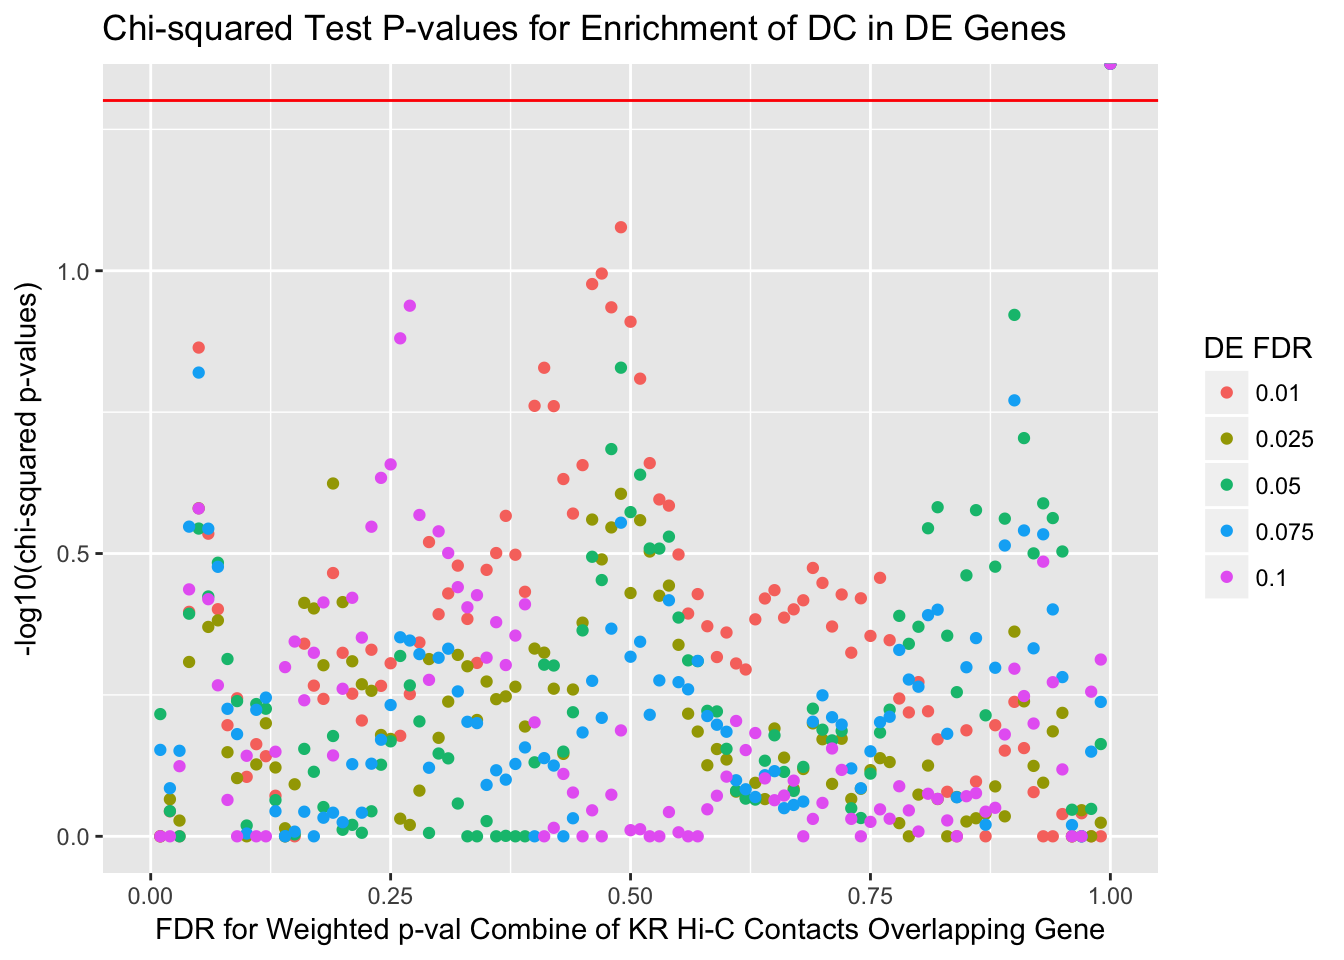 Chi-squared Test P-values for Enrichment of DC in DE Genes
-log10(chi-squared p-values)
1.0
0.5
0.0
0.00 0.25 0.50 0.75 1.00
FDR for Weighted p-val Combine of KR Hi-C Contacts Overlapping Gene
DE FDR
0.01
0.025
0.05
0.075
0.1